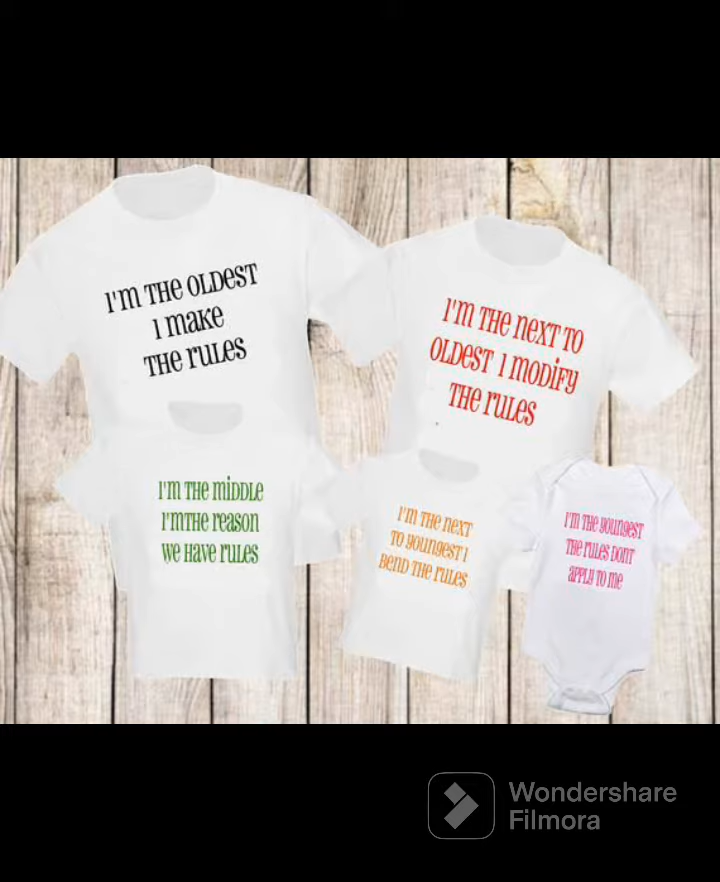 I'm the oldest
I make
the rules
I'm the next to
oldest I modify
the rules
I'm the middle
I'mthe reason
we have rules
I'm the next
to youngest I
bend the rules
I'm the youngest
the rules dont
apply to me
Wondershare
Filmora